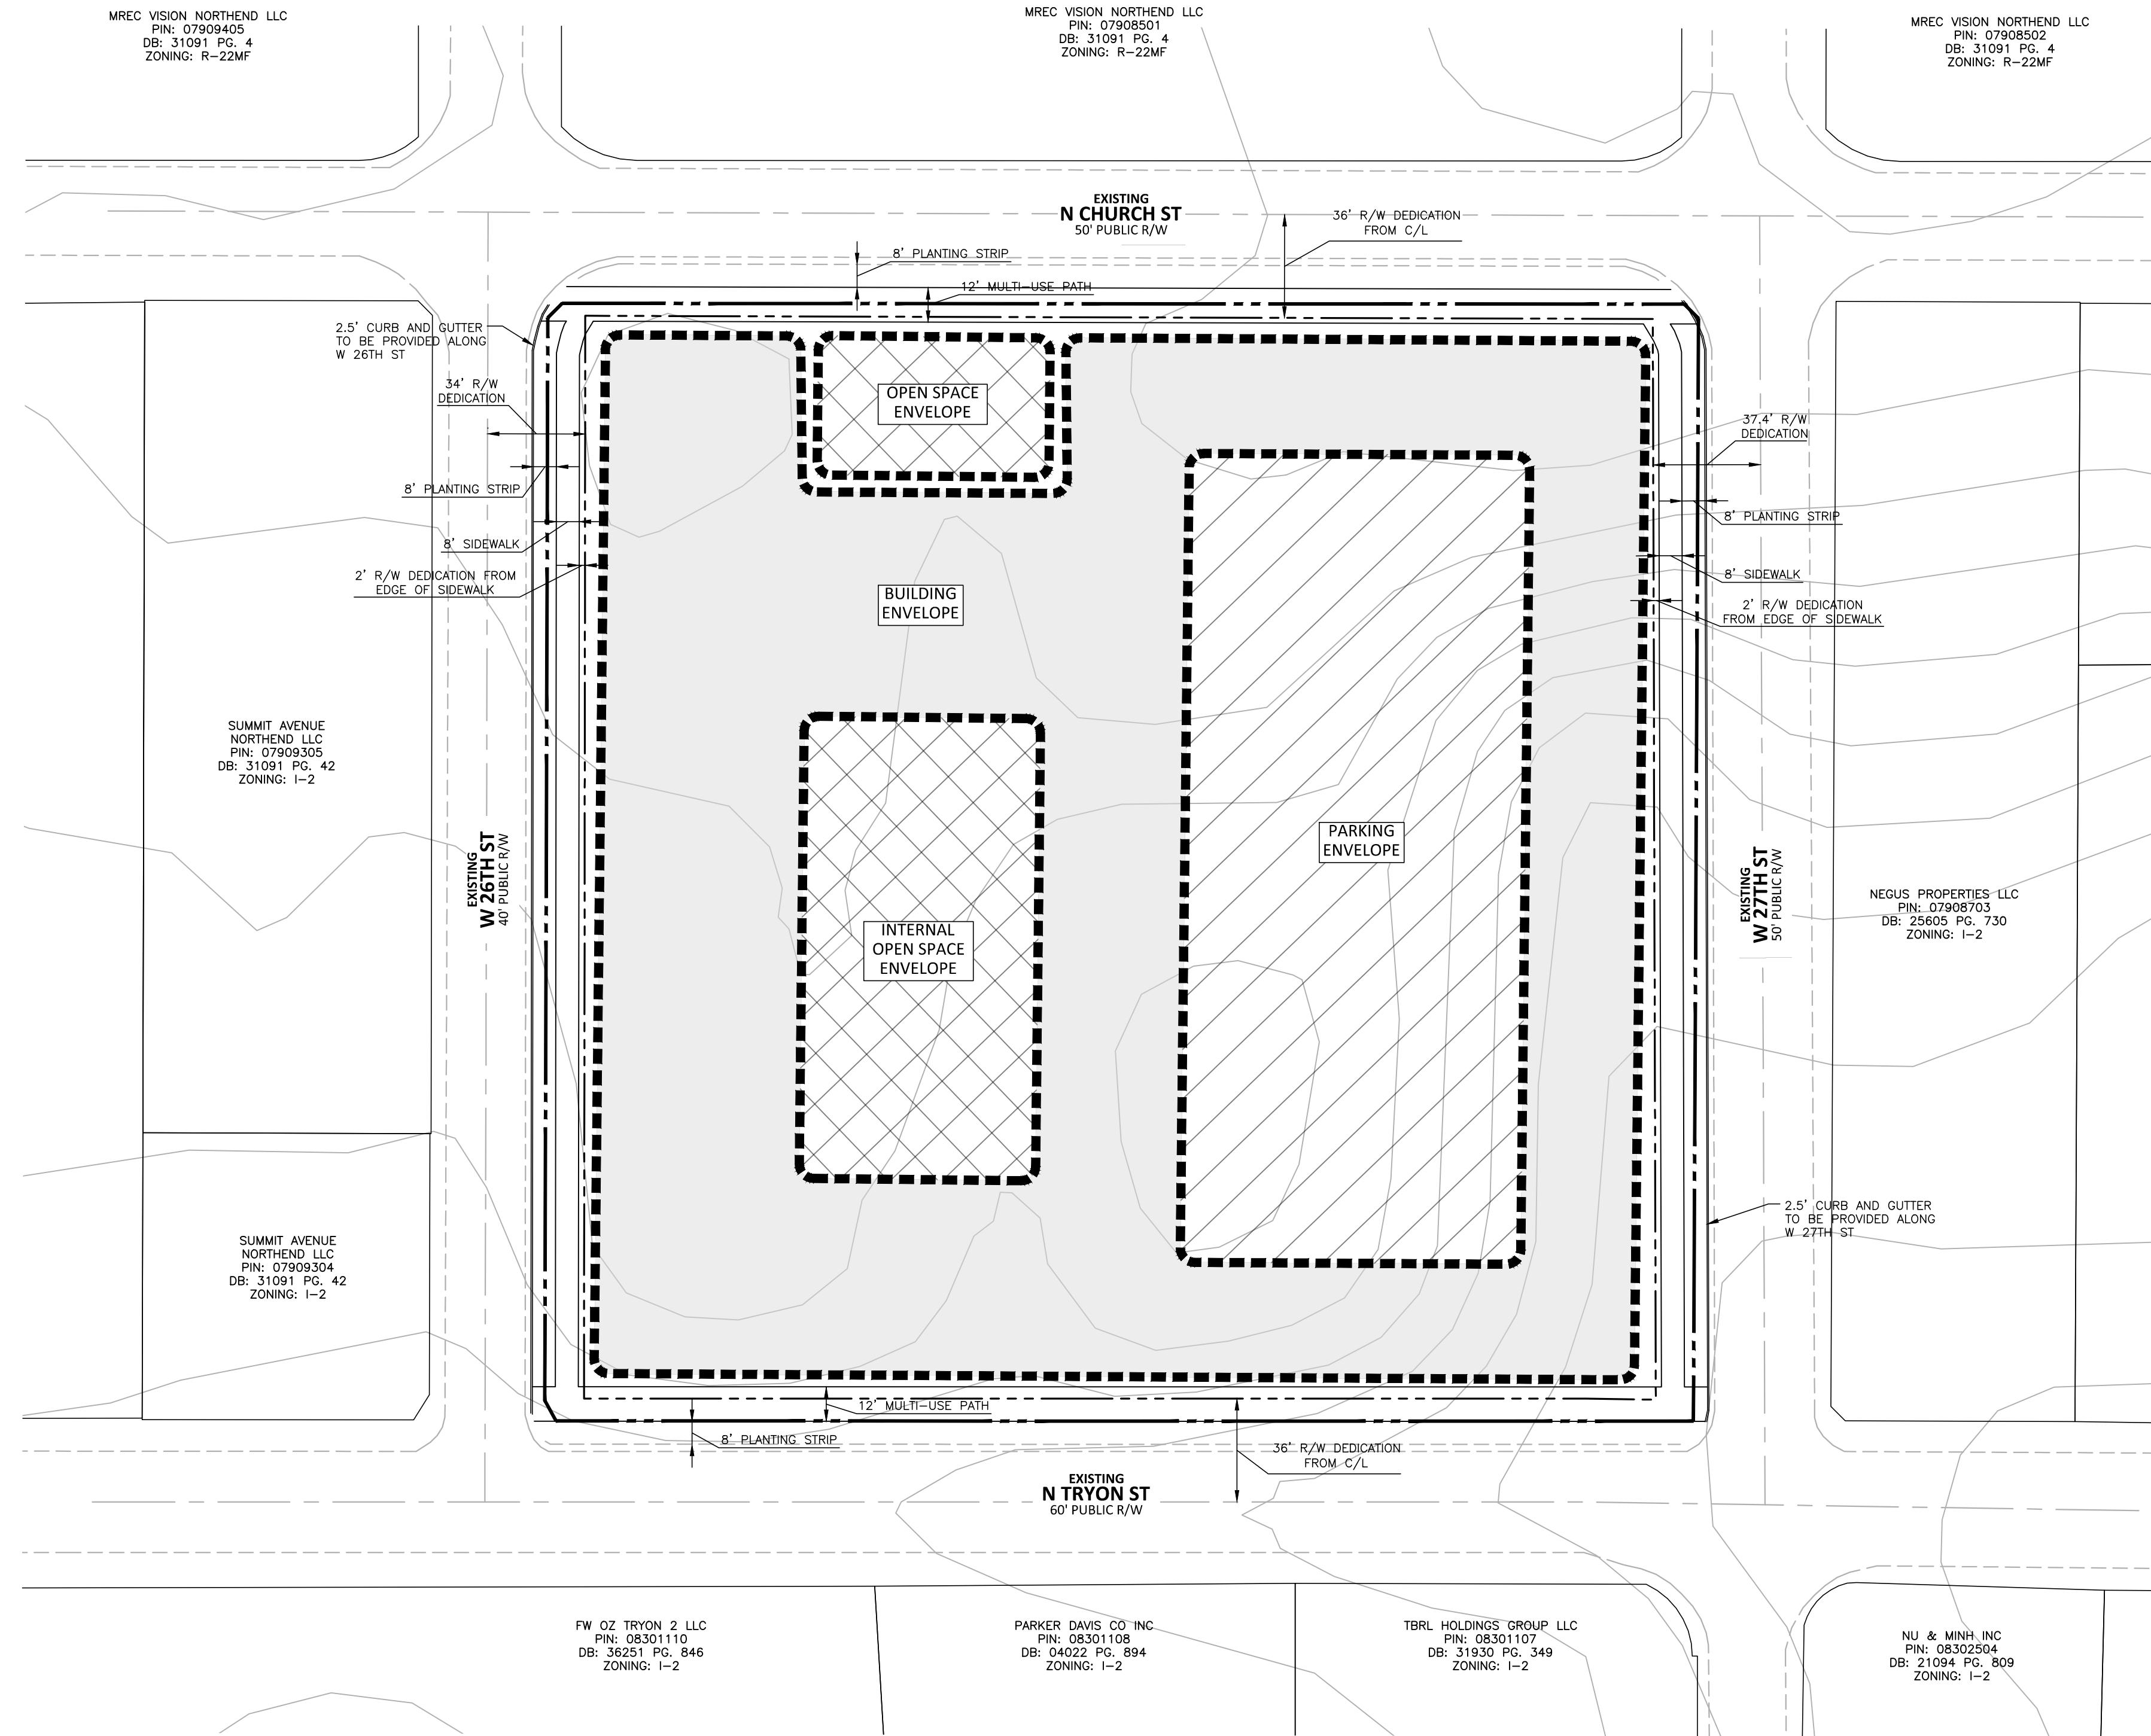 MREC VISION NORTHEND LLC
PIN: 07909405
DB: 31091 PG. 4
ZONING: R-22MF
MREC VISION NORTHEND LLC
PIN: 07908501
DB: 31091 PG. 4
ZONING: R-22MF
MREC VISION NORTHEND LLC
PIN: 07908502
DB: 31091 PG. 4
ZONING: R-22MF
EXISTING
N CHURCH ST
50' PUBLIC R/W
36' R/W DEDICATION
FROM C/L
8' PLANTING STRIP
12' MULTI-USE PATH
2.5' CURB AND GUTTER
TO BE PROVIDED ALONG
W 26TH ST
34' R/W
DEDICATION
8' PLANTING STRIP
8' SIDEWALK
2' R/W DEDICATION FROM
EDGE OF SIDEWALK
OPEN SPACE
ENVELOPE
37.4' R/W
DEDICATION
8' PLANTING STRIP
8' SIDEWALK
2' R/W DEDICATION
FROM EDGE OF SIDEWALK
BUILDING
ENVELOPE
SUMMIT AVENUE
NORTHEND LLC
PIN: 07909305
DB: 31091 PG. 42
ZONING: I-2
EXISTING
W 26TH ST
40' PUBLIC R/W
PARKING
ENVELOPE
INTERNAL
OPEN SPACE
ENVELOPE
EXISTING
W 27TH ST
50' PUBLIC R/W
NEGUS PROPERTIES LLC
PIN: 07908703
DB: 25605 PG. 730
ZONING: I-2
SUMMIT AVENUE
NORTHEND LLC
PIN: 07909304
DB: 31091 PG. 42
ZONING: I-2
2.5' CURB AND GUTTER
TO BE PROVIDED ALONG
W 27TH ST
12' MULTI-USE PATH
8' PLANTING STRIP
36' R/W DEDICATION
FROM C/L
EXISTING
N TRYON ST
60' PUBLIC R/W
FW OZ TRYON 2 LLC
PIN: 08301110
DB: 36251 PG. 846
ZONING: I-2
PARKER DAVIS CO INC
PIN: 08301108
DB: 04022 PG. 894
ZONING: I-2
TBRL HOLDINGS GROUP LLC
PIN: 08301107
DB: 31930 PG. 349
ZONING: I-2
NU & MINH INC
PIN: 08302504
DB: 21094 PG. 809
ZONING: I-2